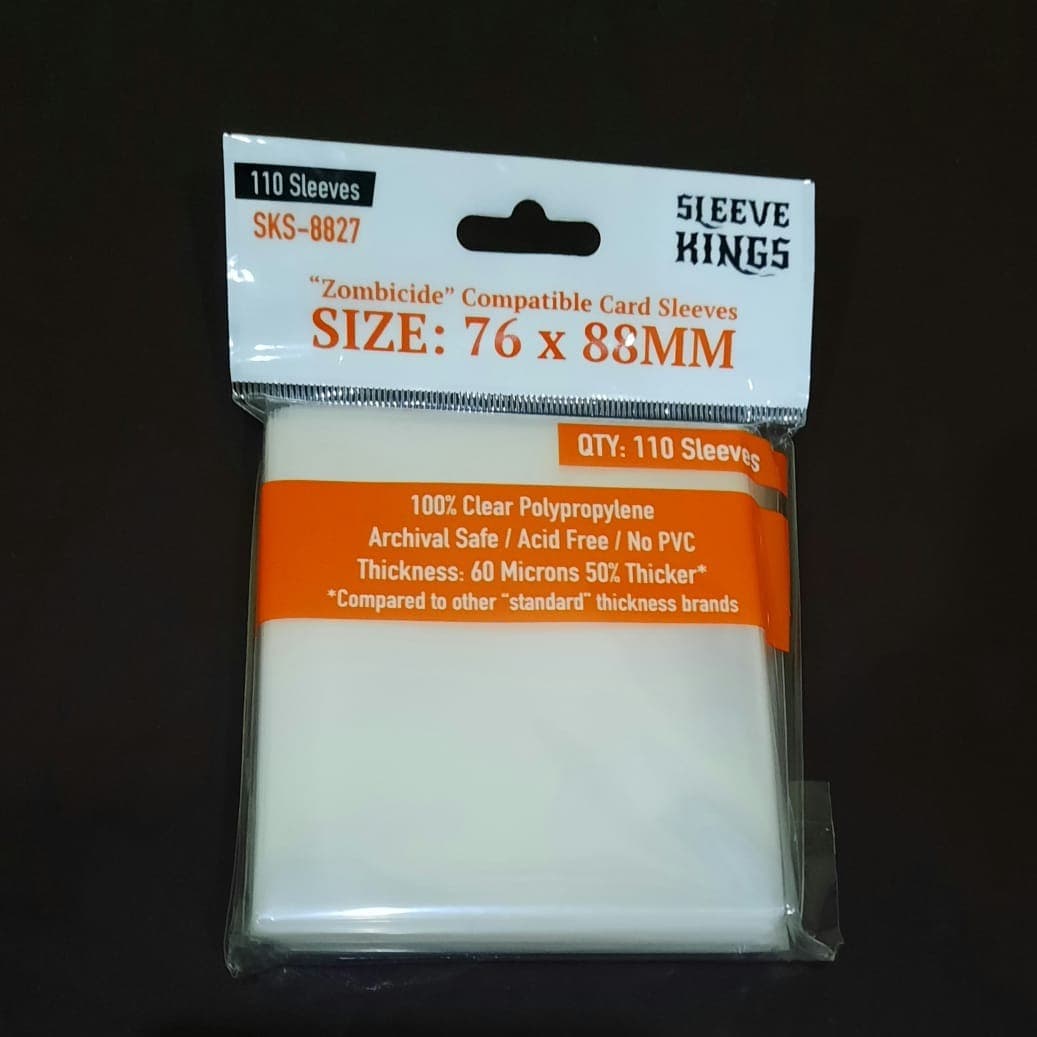 110 Sleeves
SKS-8827
SLEEVE
KINGS
“Zombicide” Compatible Card Sleeves
SIZE: 76 x 88MM
QTY: 110 Sleeves
100% Clear Polypropylene
Archival Safe / Acid Free / No PVC
Thickness: 60 Microns 50% Thicker*
*Compared to other "standard" thickness brands